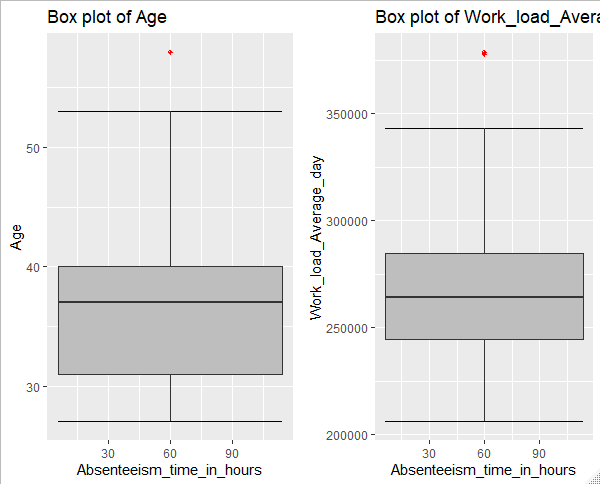 Box plot of Age
50
40
30
Age
30 60 90
Absenteeism_time_in_hours
Box plot of Work_load_Avera
350000
300000
250000
200000
Work_load_Average_day
30 60 90
Absenteeism_time_in_hours